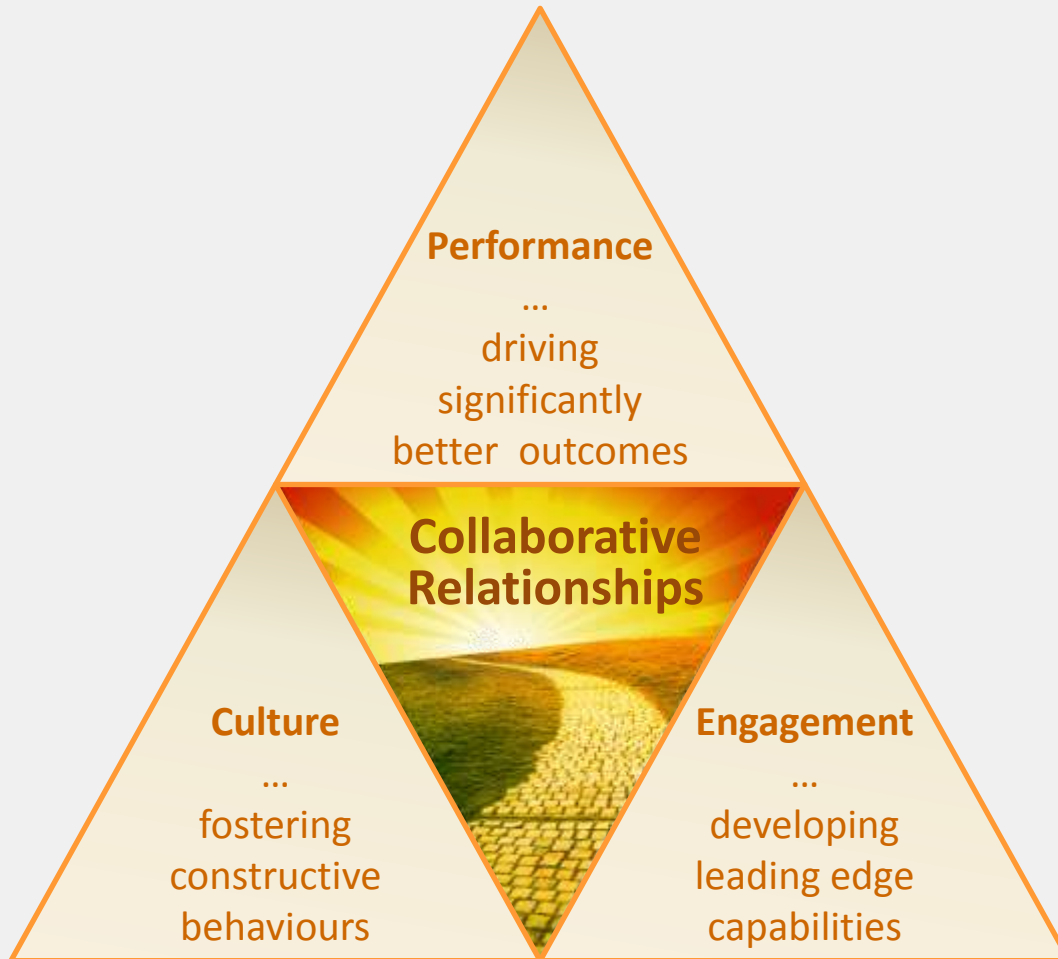 Performance
...
driving
significantly
better outcomes
Collaborative
Relationships
Culture
...
fostering
constructive
behaviours
Engagement
...
developing
leading edge
capabilities